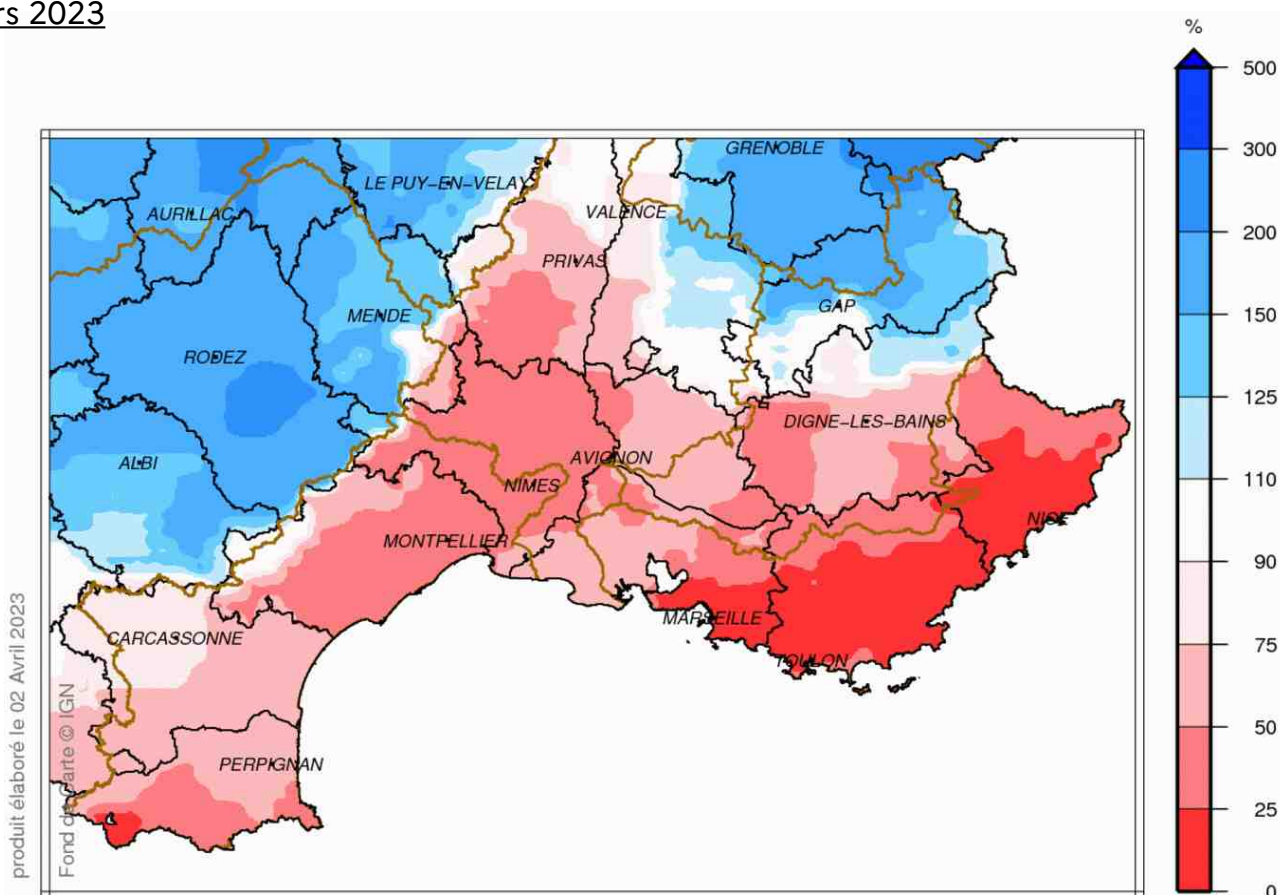 rs 2023
%
500
300
200
150
125
110
90
75
50
25
0
GRENOBLE
LE PUY-EN-VELAY
AURILLAC
VALENCE
PRIVAS
GAP
MENDE
RODEZ
DIGNE-LES-BAINS
ALBI
AVIGNON
NIMES
NICE
MONTPELLIER
MARSEILLE
CARCASSONNE
TOULON
PERPIGNAN
produit élaboré le 02 Avril 2023
Fond de Carte © IGN